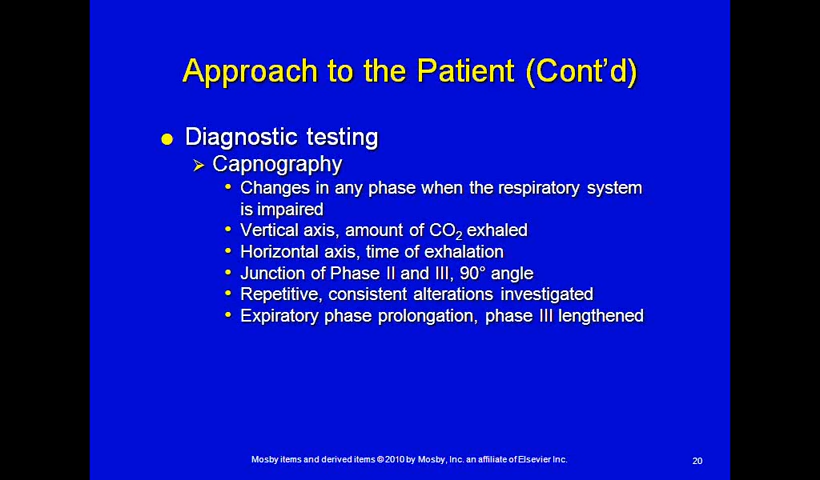 Approach to the Patient (Cont’d)
Diagnostic testing
Capnography
Changes in any phase when the respiratory system
is impaired
Vertical axis, amount of CO2 exhaled
Horizontal axis, time of exhalation
Junction of Phase II and III, 90° angle
Repetitive, consistent alterations investigated
Expiratory phase prolongation, phase III lengthened
Mosby items and derived items © 2010 by Mosby, Inc. an affiliate of Elsevier Inc.
20